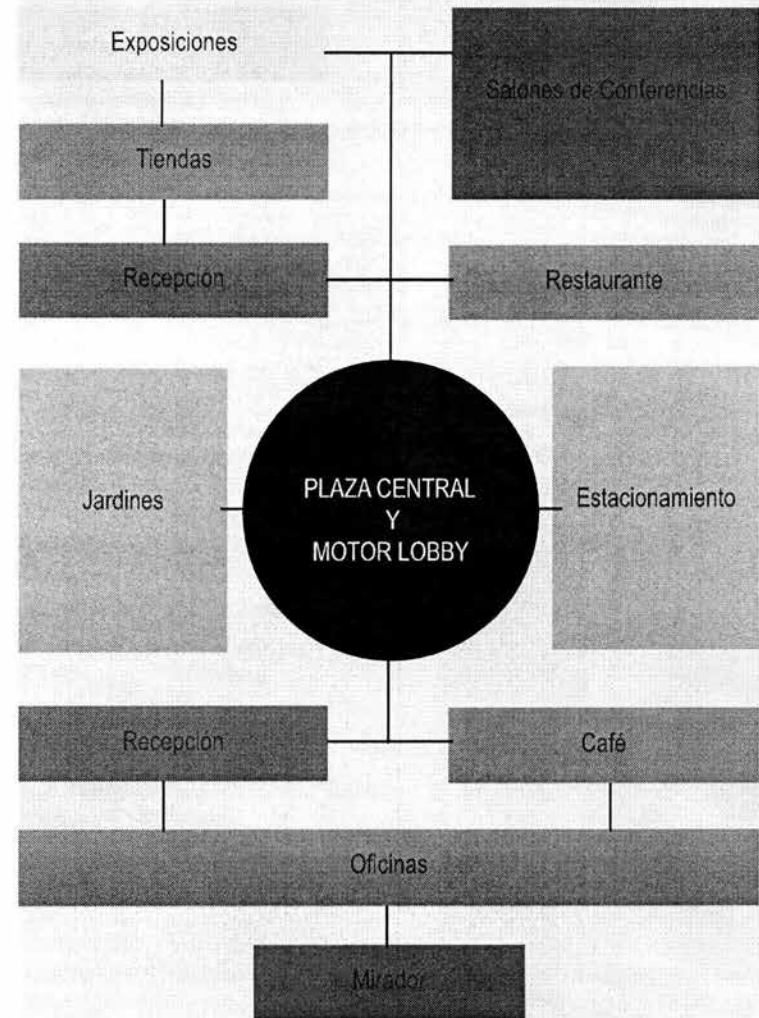 Exposiciones
Salones de Conferencias
Tiendas
Recepción
Restaurante
Jardines
PLAZA CENTRAL
Y
MOTOR LOBBY
Estacionamiento
Recepción
Café
Oficinas
Mirador